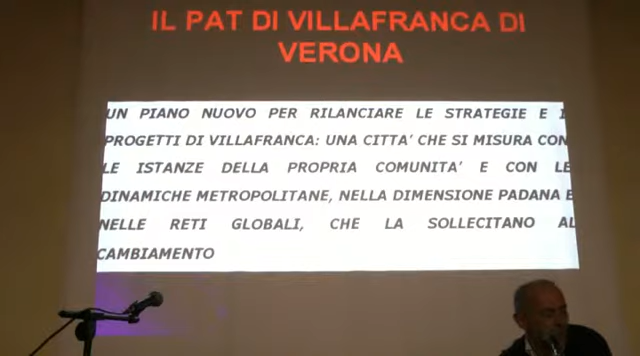 IL PAT DI VILLAFRANCA DI
VERONA
UN PIANO NUOVO PER RILANCIARE LE STRATEGIE E I
PROGETTI DI VILLAFRANCA: UNA CITTA' CHE SI MISURA CON
LE ISTANZE DELLA PROPRIA COMUNITA' E CON LE
DINAMICHE METROPOLITANE, NELLA DIMENSIONE PADANA E
NELLE RETI GLOBALI, CHE LA SOLLECITANO AL
CAMBIAMENTO